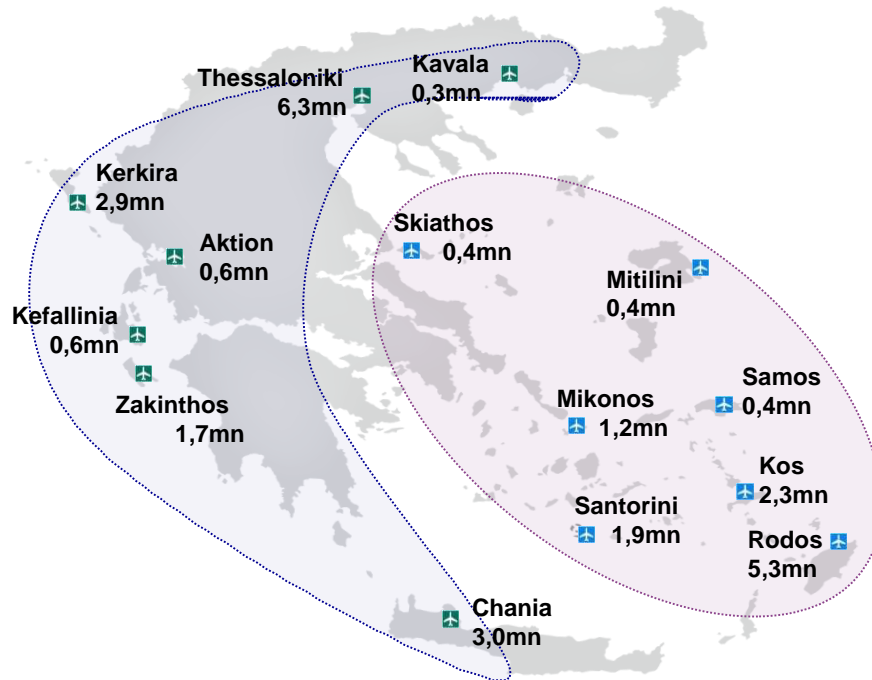 Thessaloniki
6,3mn
Kavala
0,3mn
Kerkira
2,9mn
Skiathos
0,4mn
Aktion
0,6mn
Mitilini
0,4mn
Kefallinia
0,6mn
Zakinthos
1,7mn
Mikonos
1,2mn
Samos
0,4mn
Kos
2,3mn
Santorini
1,9mn
Rodos
5,3mn
Chania
3,0mn